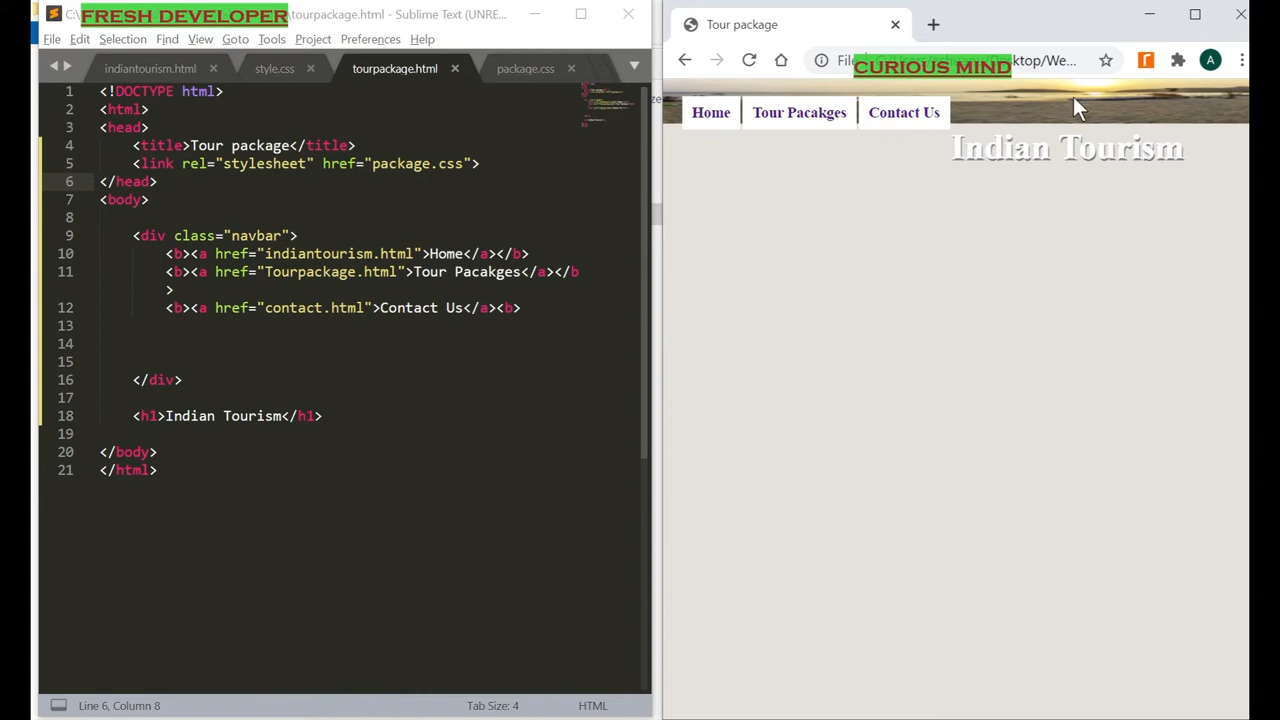 FRESH DEVELOPER
C:\ \tourpackage.html - Sublime Text (UNRE...
File Edit Selection Find View Goto Tools Project Preferences Help
indiantourism.html
style.css
tourpackage.html
package.css
1 <!DOCTYPE html>
2 <html>
3 <head>
4 <title>Tour package</title>
5 <link rel="stylesheet" href="package.css">
6 </head>
7 <body>
8
9 <div class="navbar">
10 <b><a href="indiantourism.html">Home</a></b>
11 <b><a href="Tourpackage.html">Tour Pacakges</a></b
>
12 <b><a href="contact.html">Contact Us</a><b>
13
14
15
16 </div>
17
18 <h1>Indian Tourism</h1>
19
20 </body>
21 </html>
Line 6, Column 8
Tab Size: 4
HTML
Tour package
File
/Desktop/We...
A
CURIOUS MIND
Home
Tour Pacakges
Contact Us
Indian Tourism